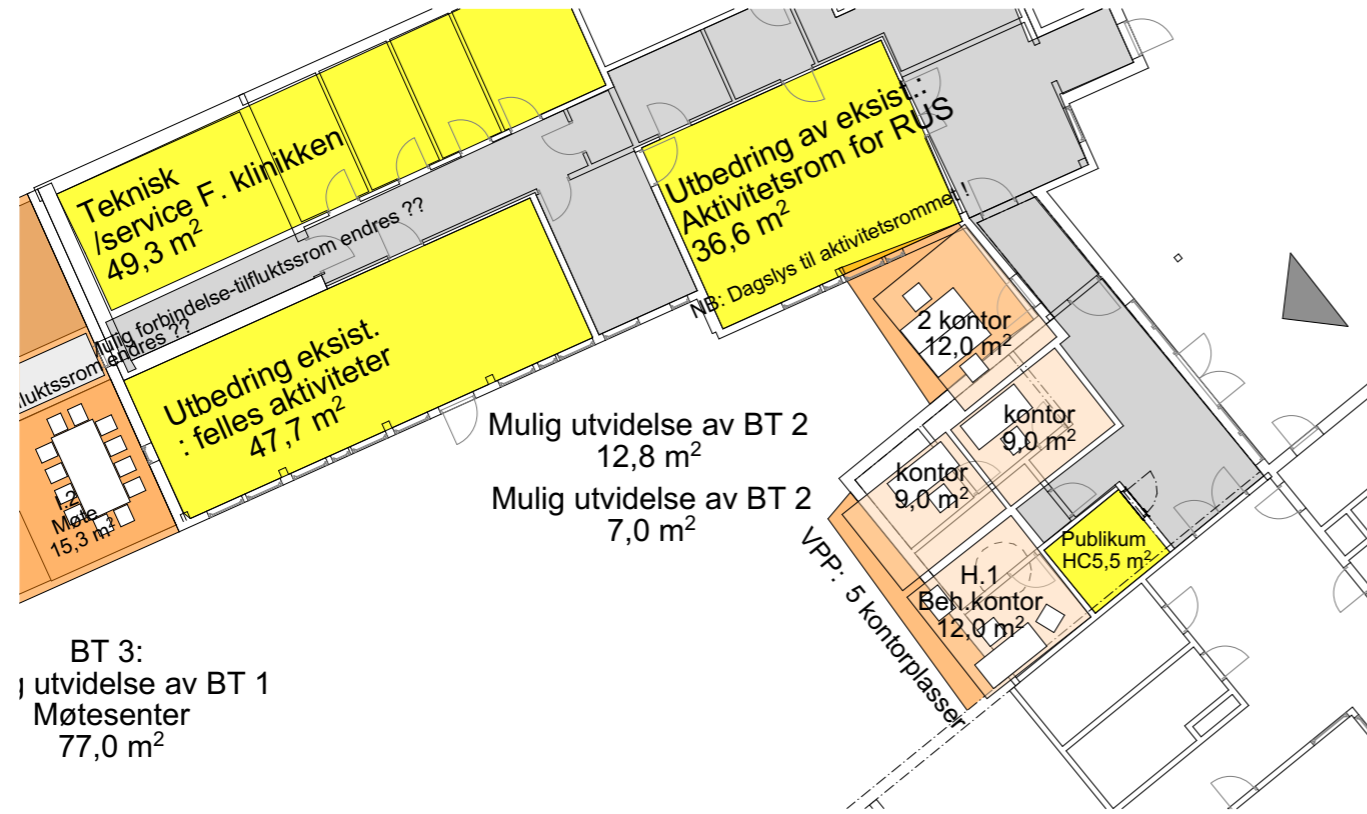 Teknisk
/service F. klinikken
49,3 m²
Utbedring av eksist.:
Aktivitetsrom for RUS
36,6 m²
NB: Dagslys til aktivitetsrommet !
Mulig forbindelse-tilfluktssrom endres ??
fluktssrom endres ??
Utbedring eksist.
: felles aktiviteter
47,7 m²
2 kontor
12,0 m²
kontor
9,0 m²
kontor
9,0 m²
Mulig utvidelse av BT 2
12,8 m²
Mulig utvidelse av BT 2
7,0 m²
Møte
15,3 m²
Publikum
HC5,5 m²
H.1
Beh.kontor
12,0 m²
VPP: 5 kontorplasser
BT 3:
g utvidelse av BT 1
Møtesenter
77,0 m²